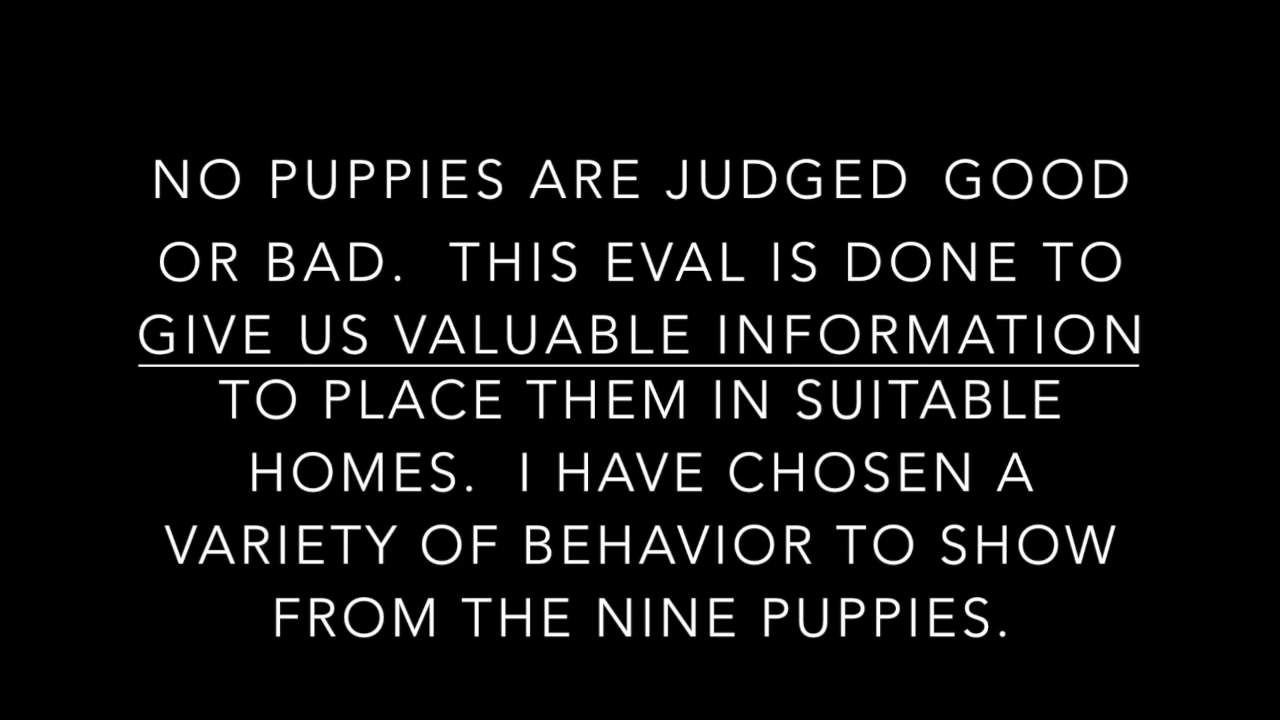 NO PUPPIES ARE JUDGED GOOD
OR BAD. THIS EVAL IS DONE TO
GIVE US VALUABLE INFORMATION
TO PLACE THEM IN SUITABLE
HOMES. I HAVE CHOSEN A
VARIETY OF BEHAVIOR TO SHOW
FROM THE NINE PUPPIES.